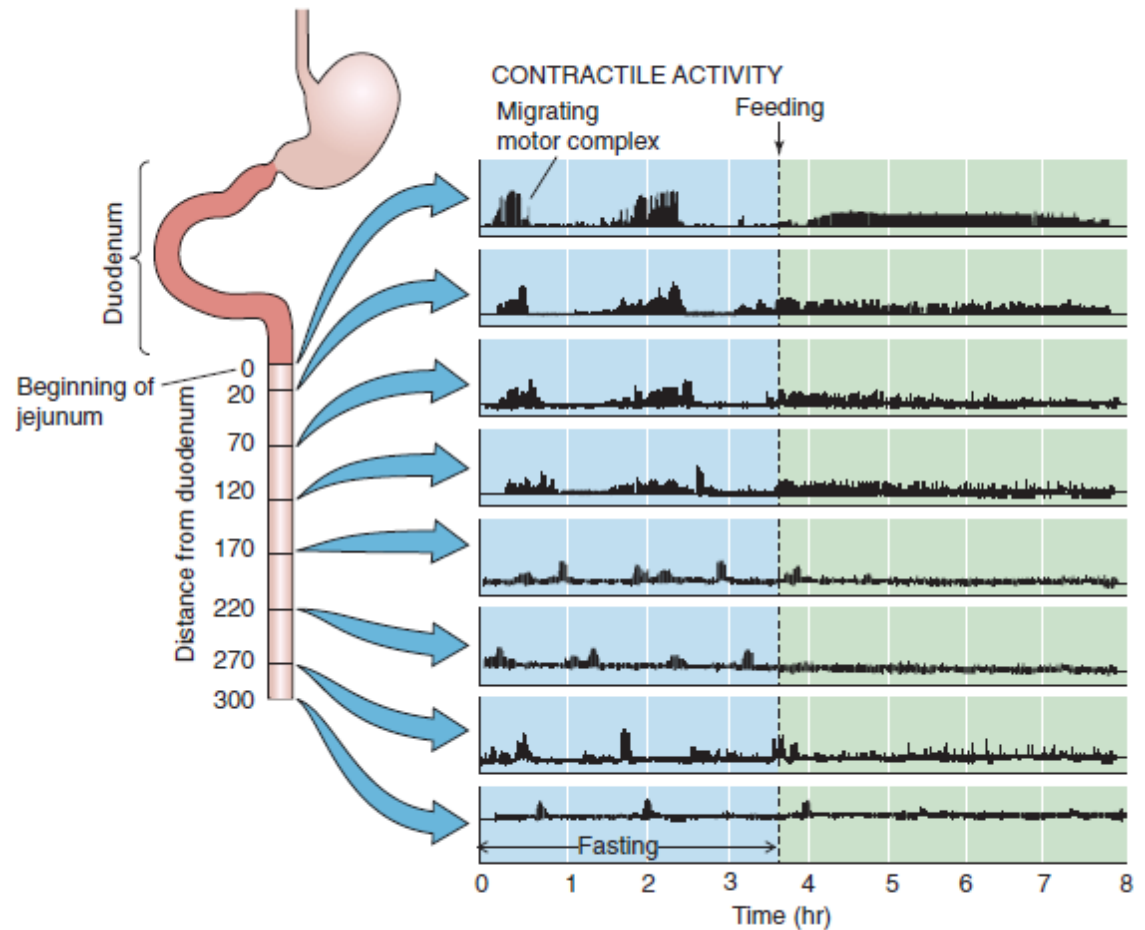 CONTRACTILE ACTIVITY
Migrating
motor complex
Feeding
Duodenum
Beginning of
jejunum
Distance from duodenum
0
20
70
120
170
220
270
300
Fasting
0 1 2 3 4 5 6 7 8
Time (hr)